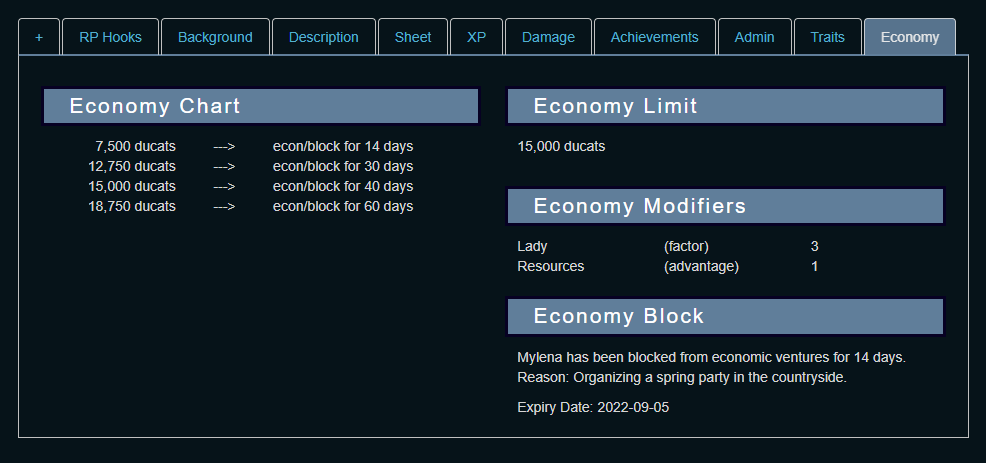 + RP Hooks Background Description Sheet XP Damage Achievements Admin Traits Economy
Economy Chart
7,500 ducats ---> econ/block for 14 days
12,750 ducats ---> econ/block for 30 days
15,000 ducats ---> econ/block for 40 days
18,750 ducats ---> econ/block for 60 days
Economy Limit
15,000 ducats
Economy Modifiers
Lady (factor) 3
Resources (advantage) 1
Economy Block
Mylena has been blocked from economic ventures for 14 days.
Reason: Organizing a spring party in the countryside.
Expiry Date: 2022-09-05